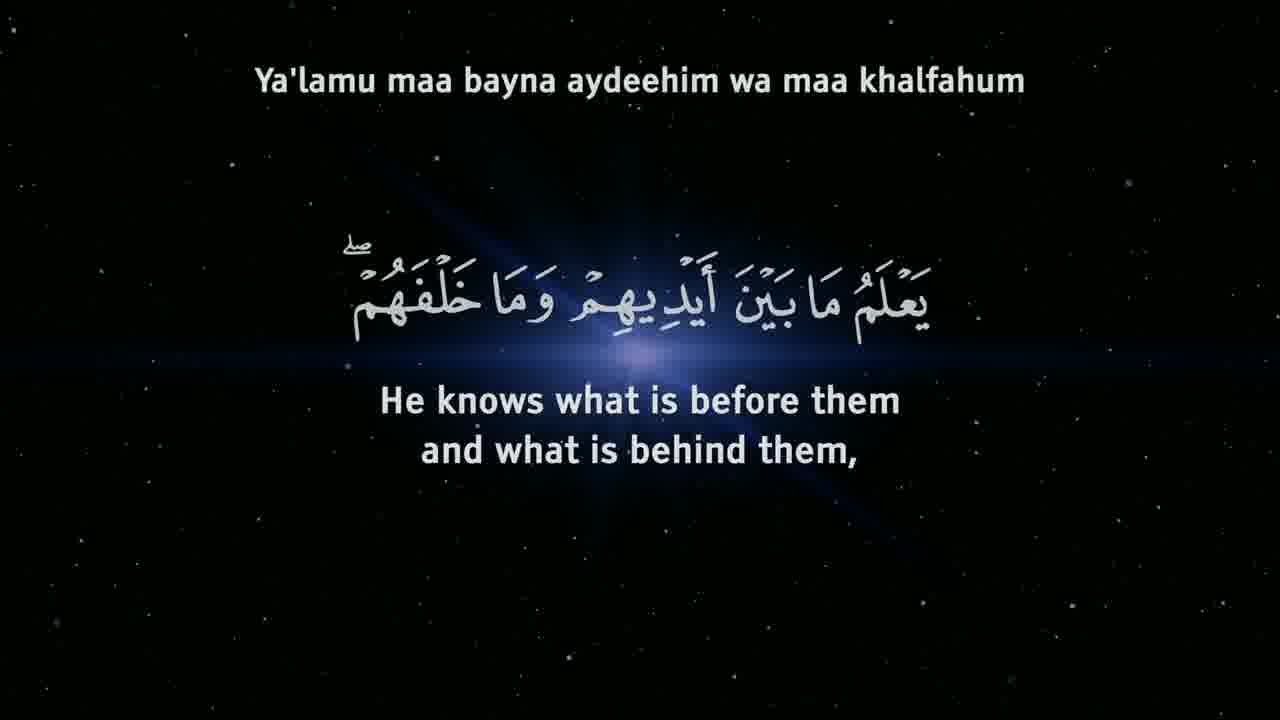 Ya'lamu maa bayna aydeehim wa maa khalfahum
يَعْلَمُ مَا بَيْنَ أَيْدِيهِمْ وَمَا خَلْفَهُمْ ۖ
He knows what is before them
and what is behind them,